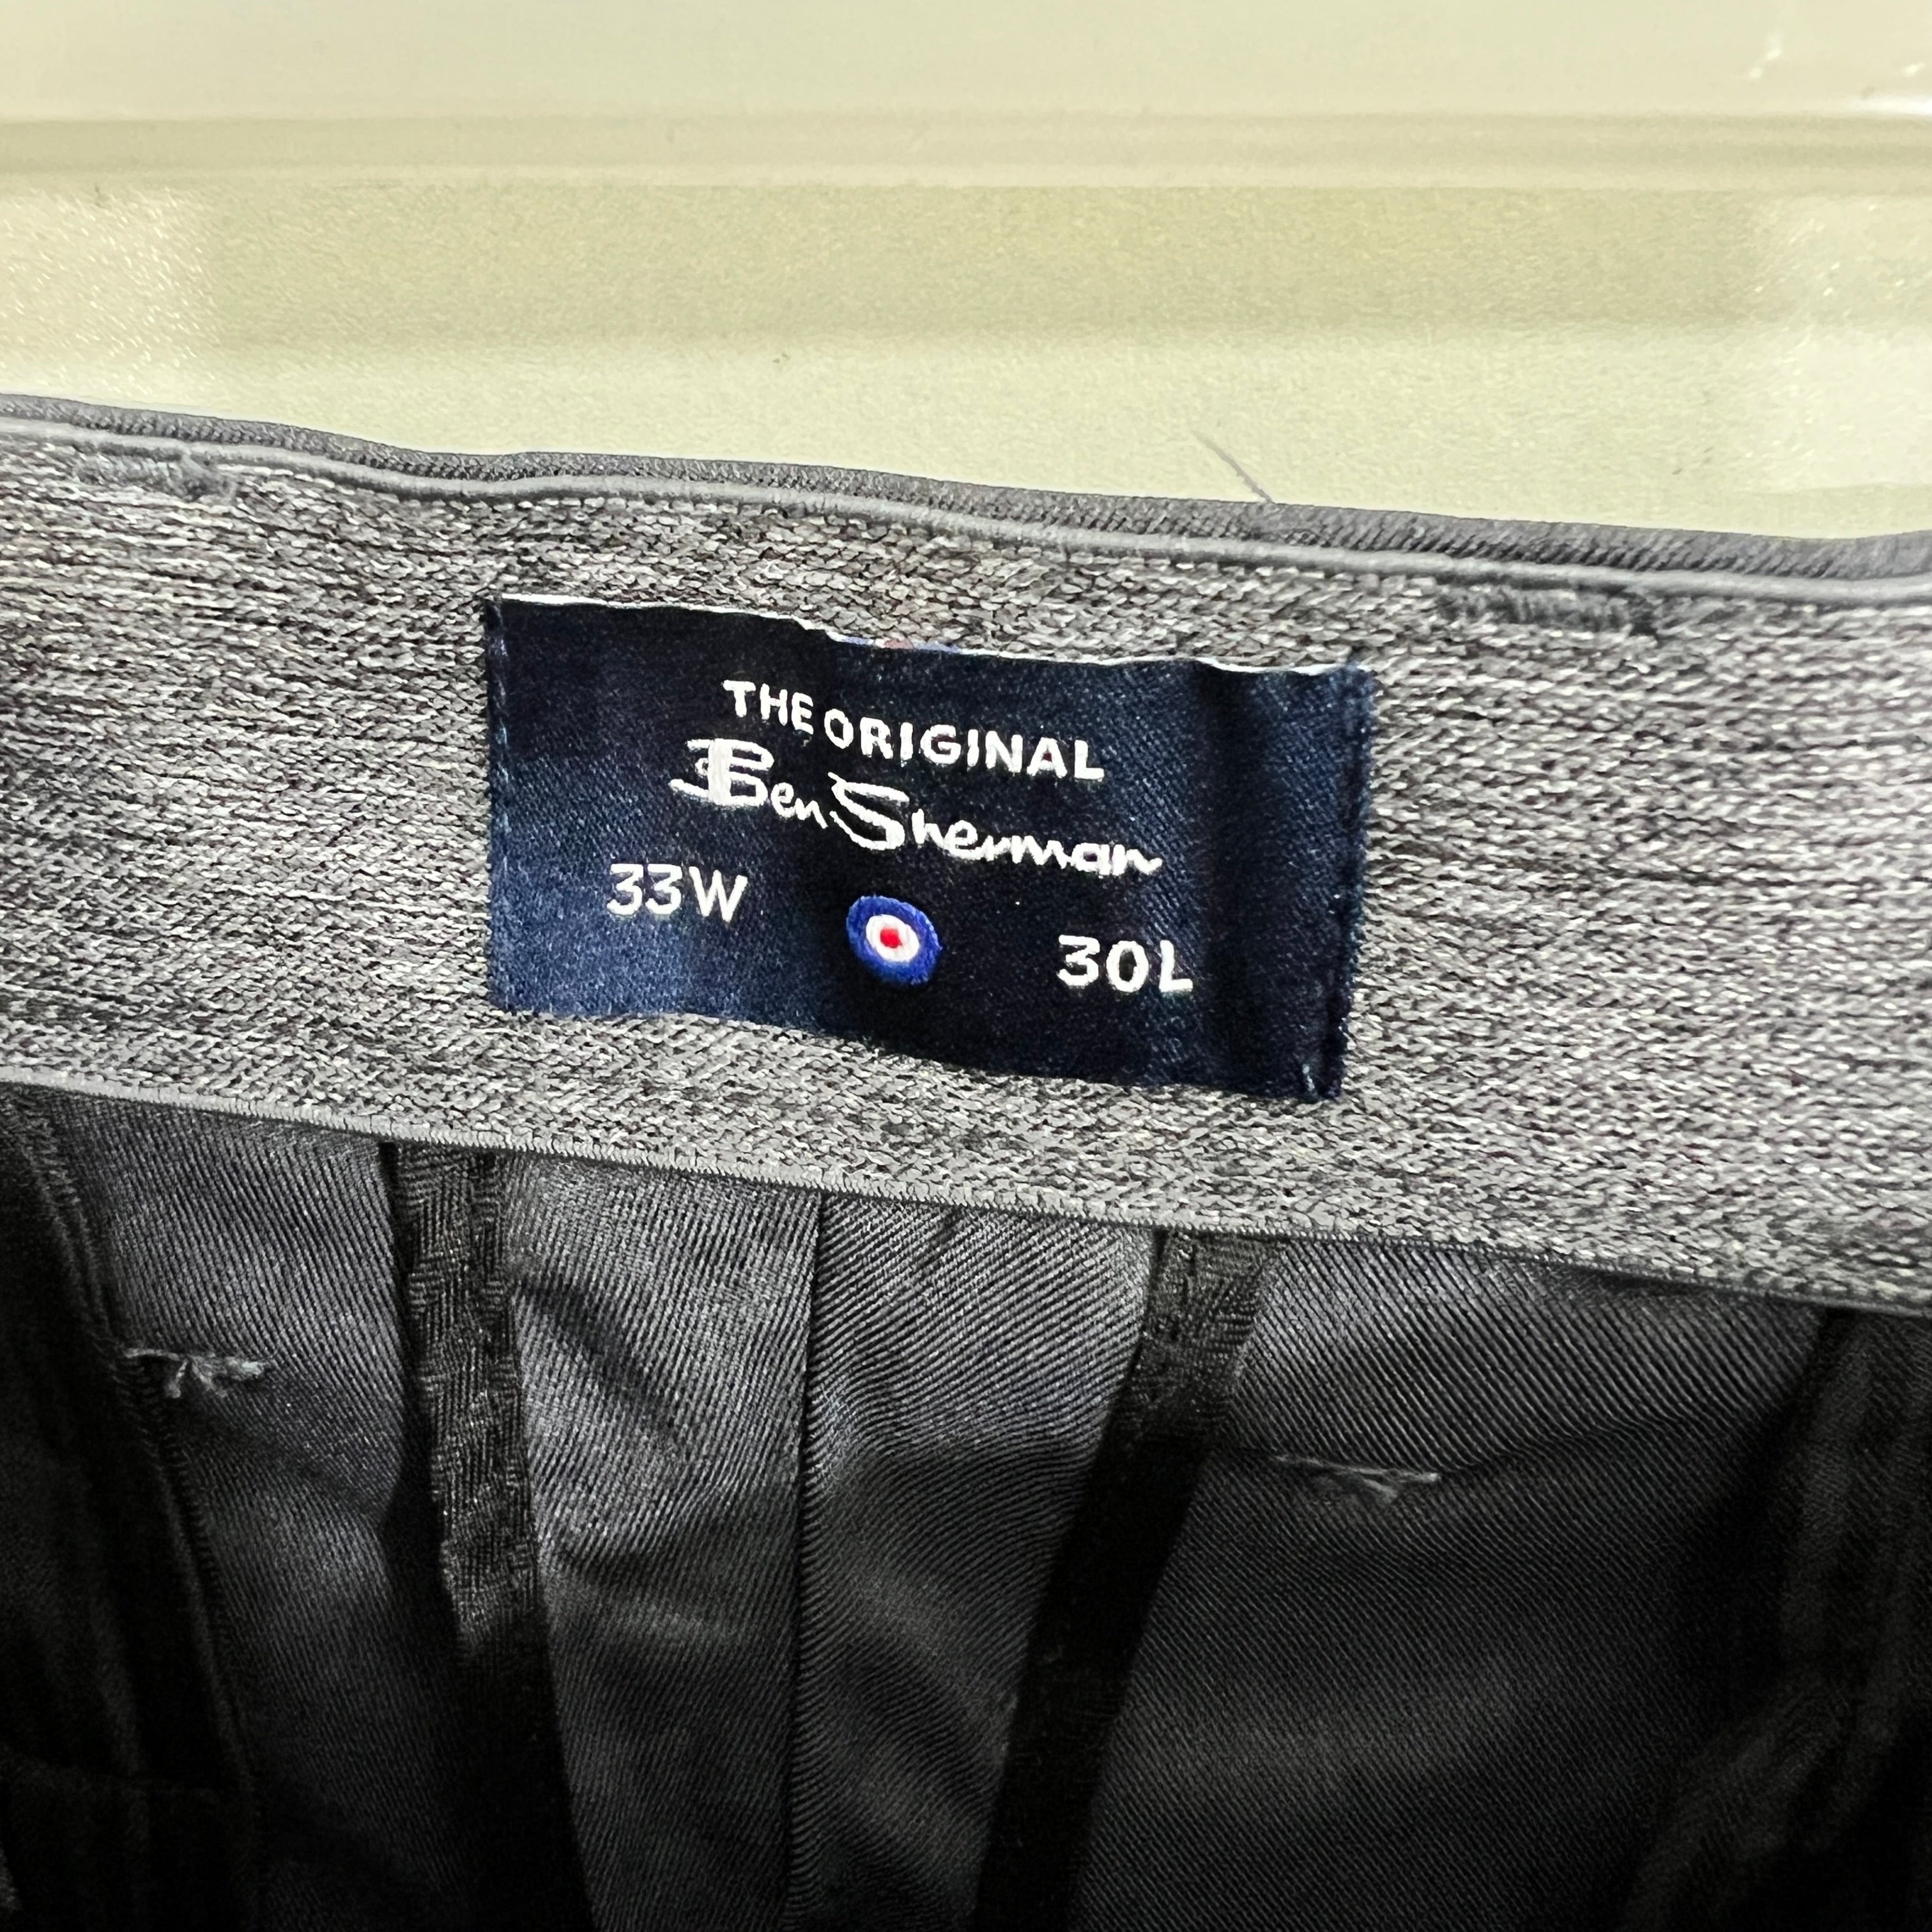 THE ORIGINAL
Ben Sherman
33W 30L